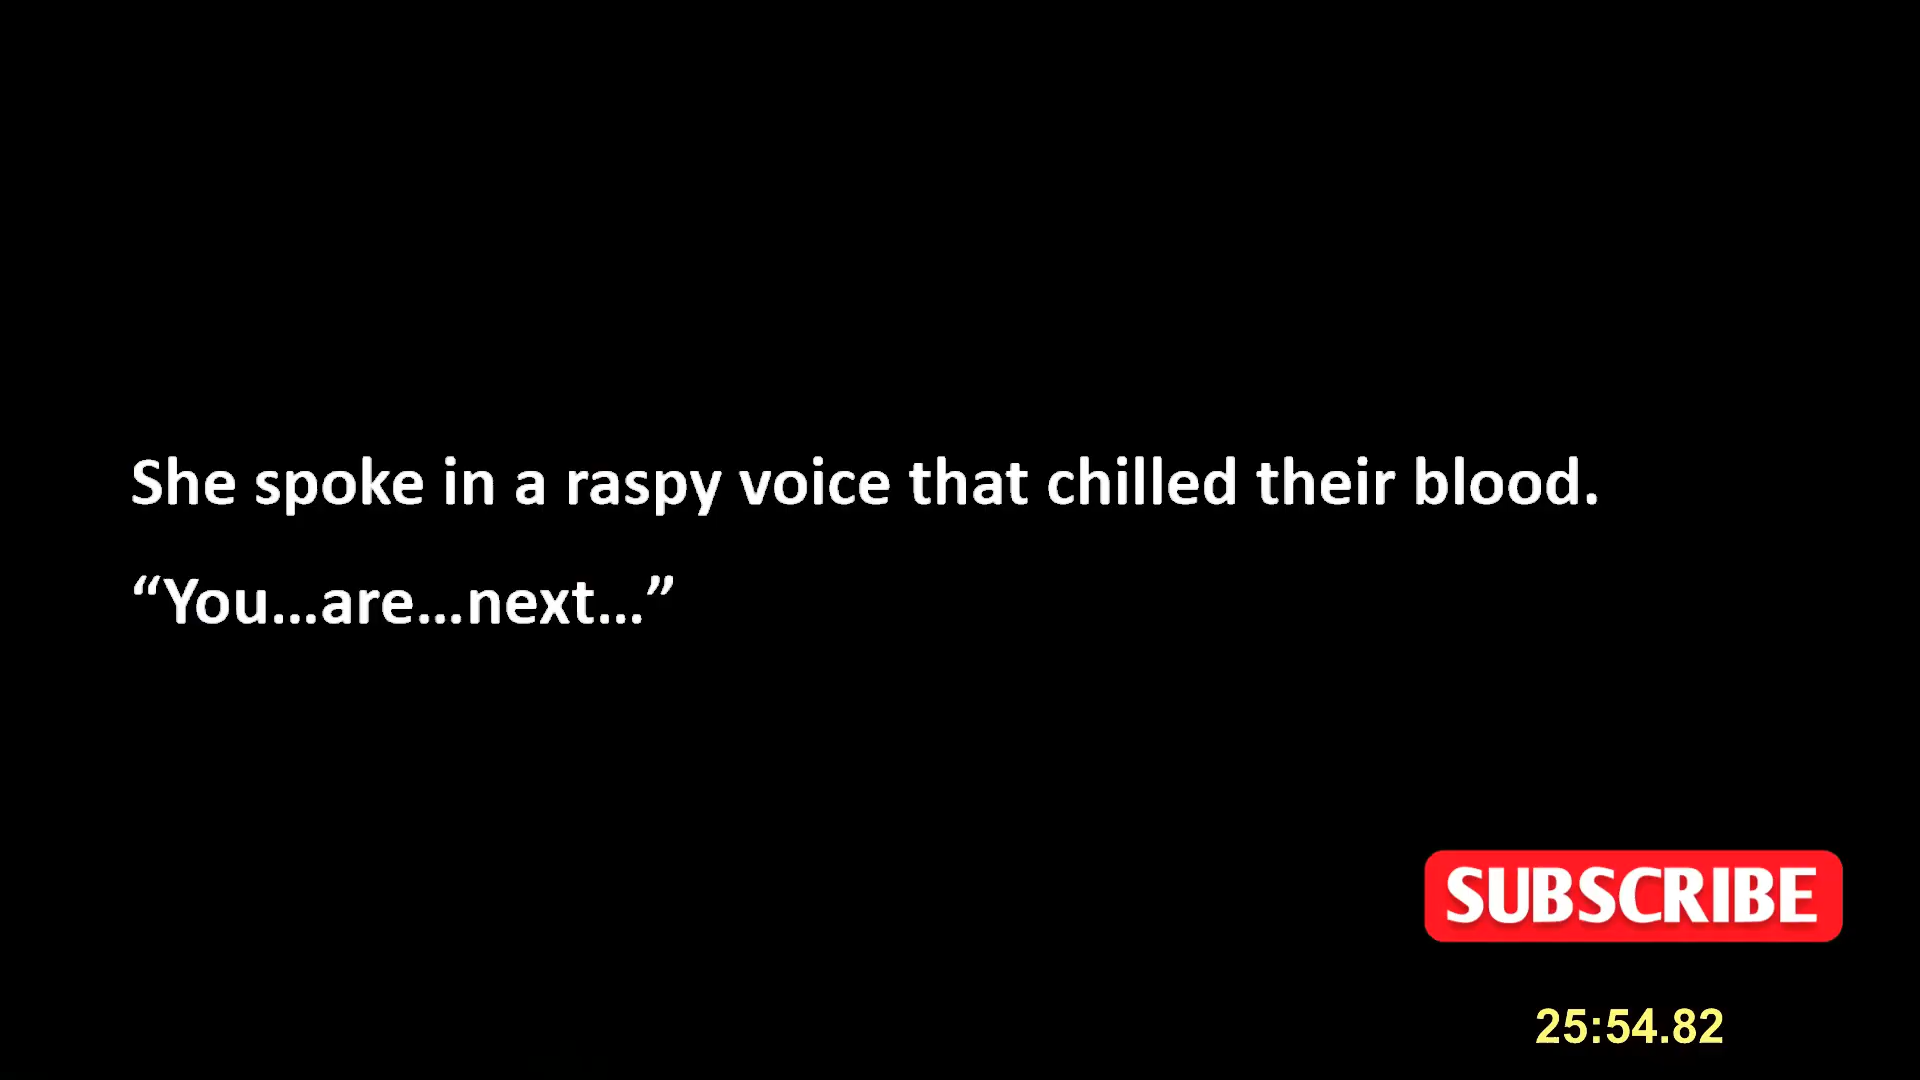 She spoke in a raspy voice that chilled their blood.
“You…are…next…”
SUBSCRIBE
25:54.82